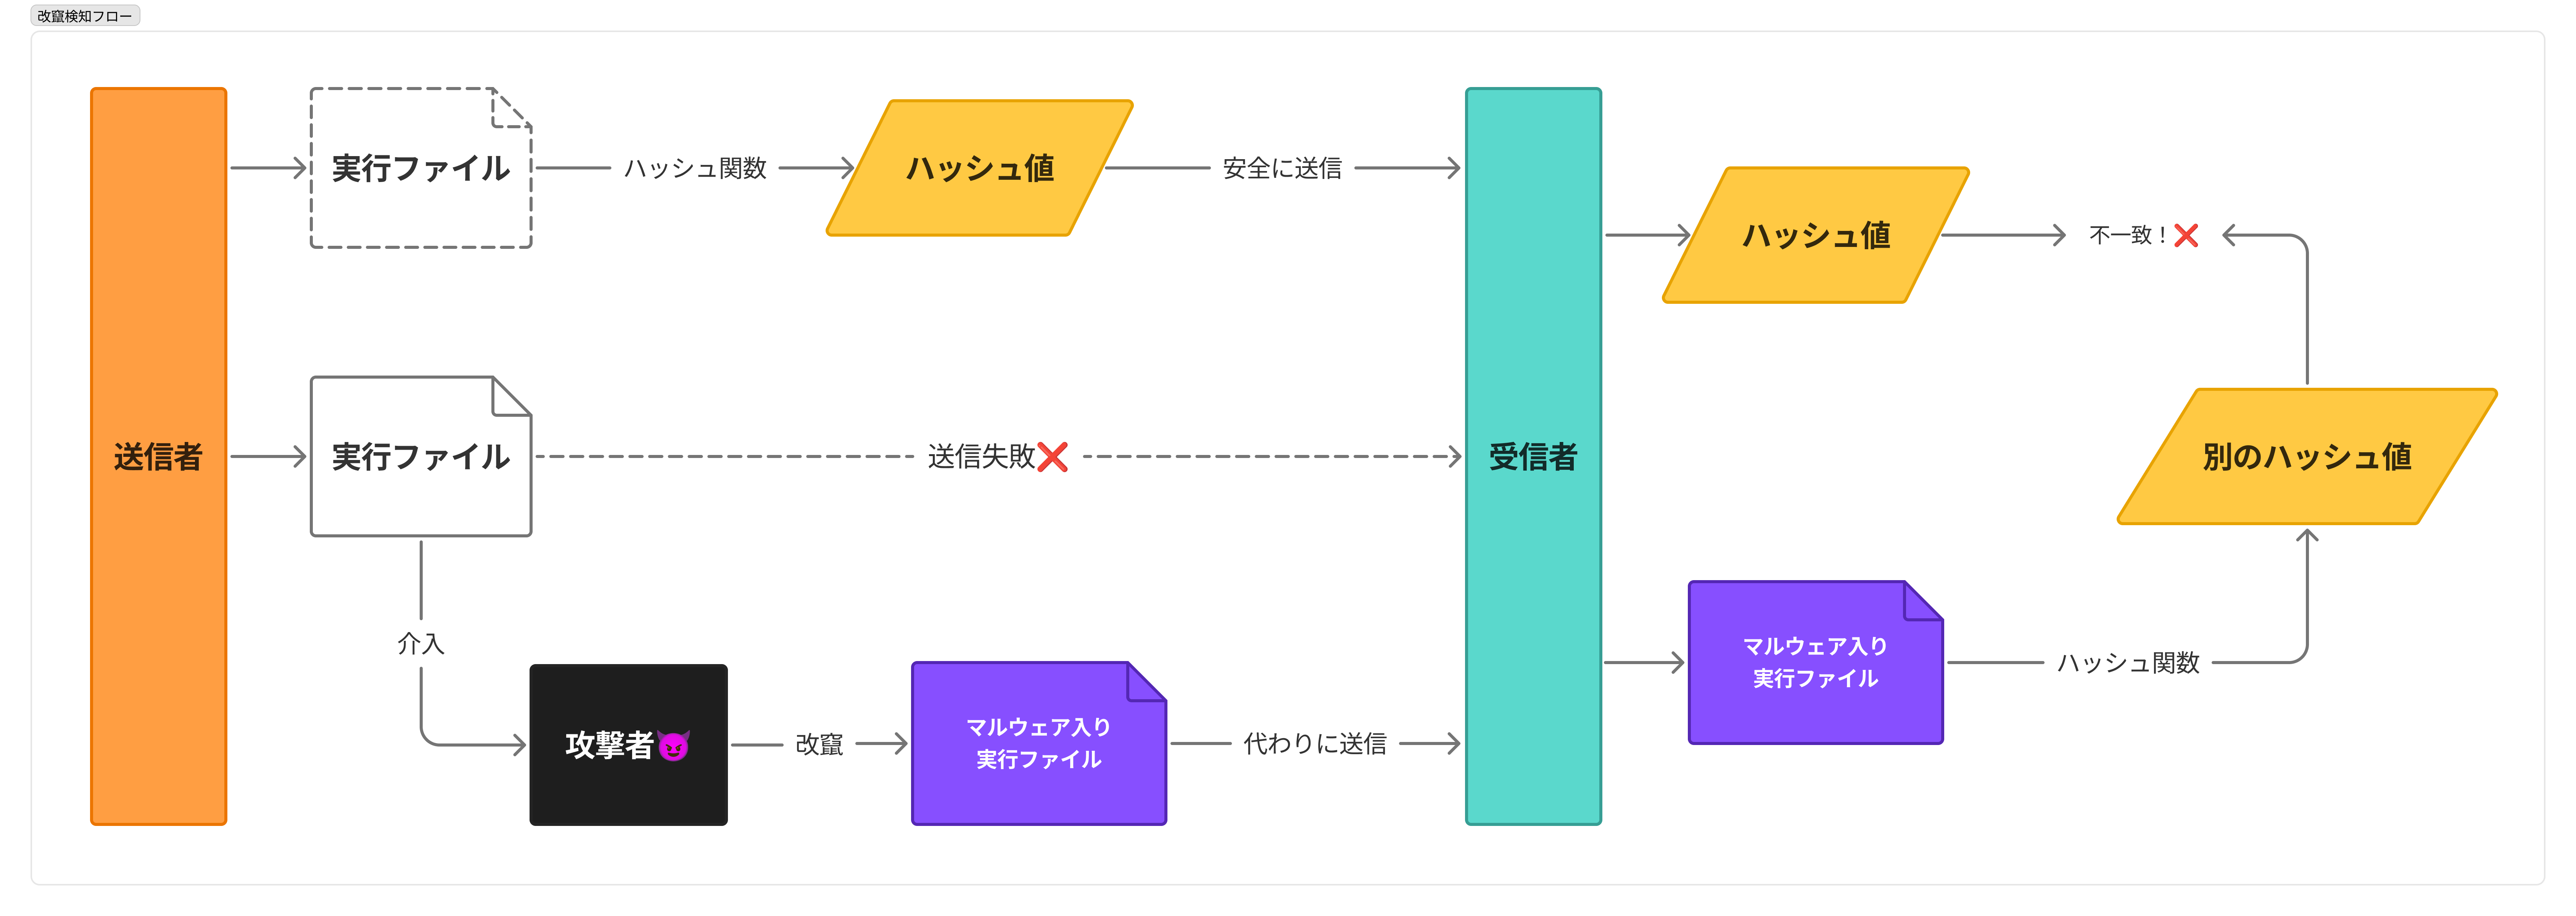 改竄検知フロー
送信者
実行ファイル
ハッシュ関数
ハッシュ値
安全に送信
実行ファイル
送信失敗❌
介入
攻撃者😈
改竄
マルウェア入り
実行ファイル
代わりに送信
受信者
ハッシュ値
不一致！❌
別のハッシュ値
マルウェア入り
実行ファイル
ハッシュ関数